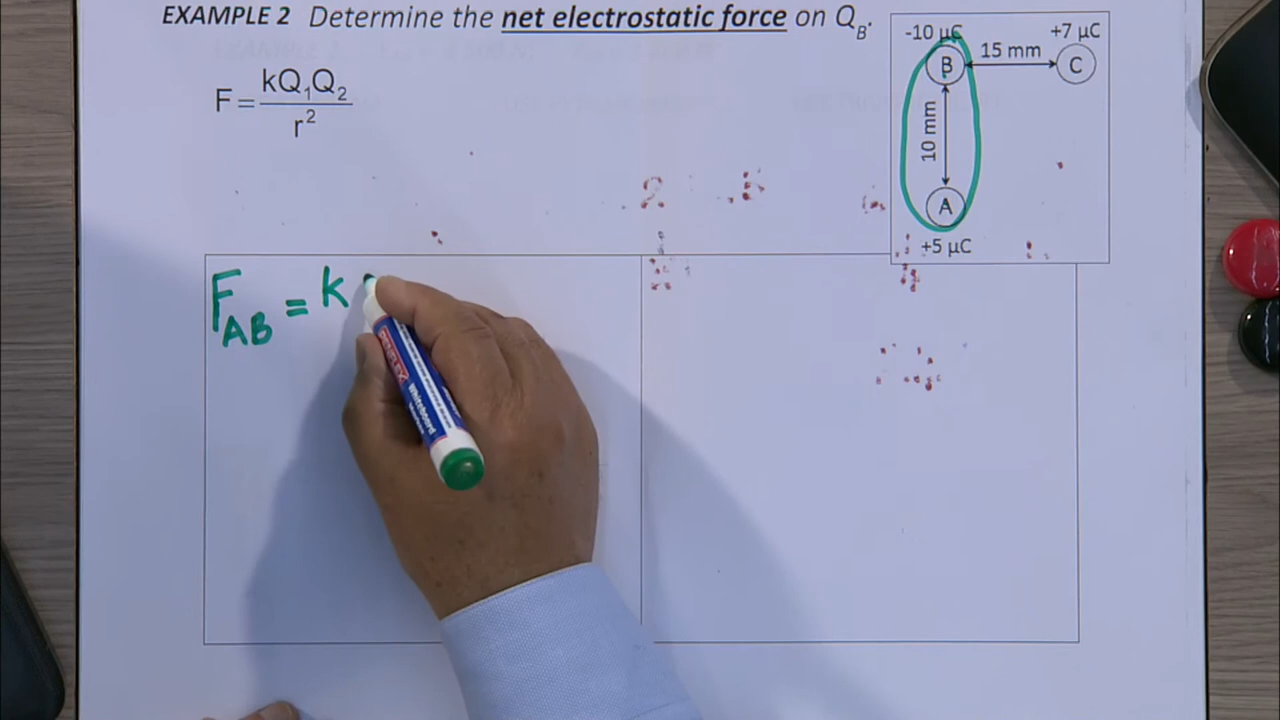 EXAMPLE 2 Determine the net electrostatic force on Q_B.
-10 µC
+7 µC
B
15 mm
C
F = kQ₁Q₂ / r²
10 mm
A
+5 µC
F_AB = k
Whiteboard